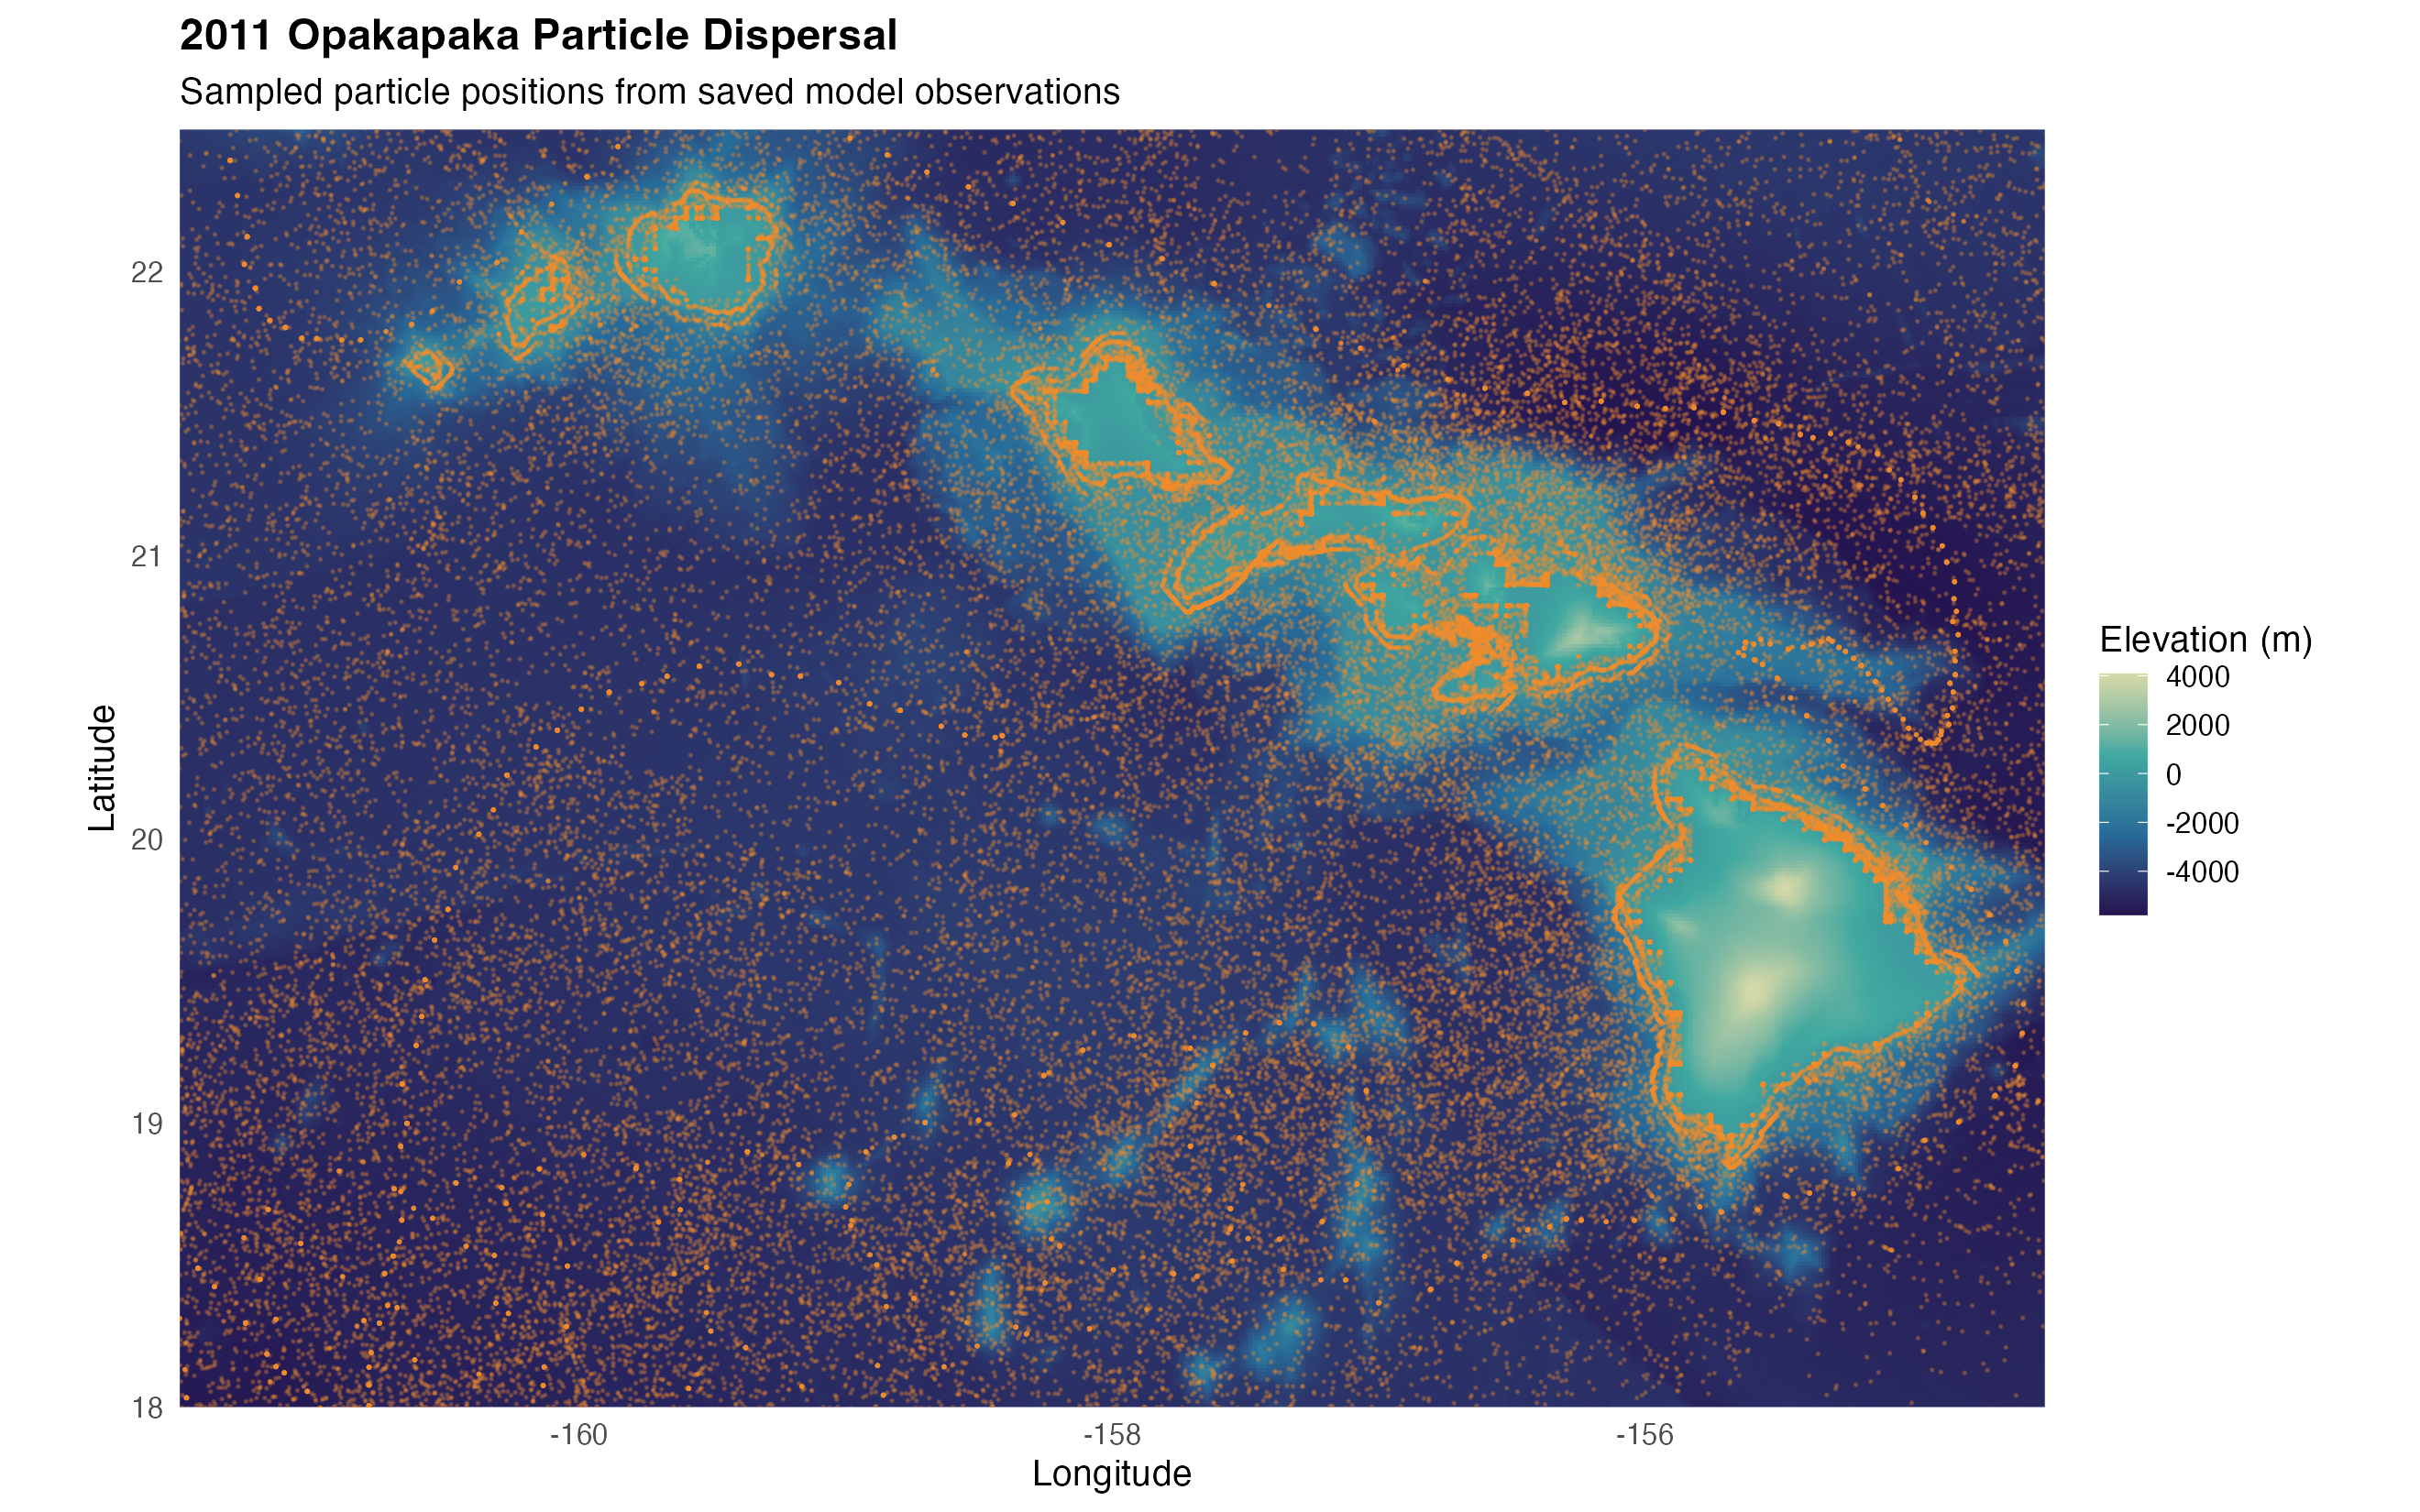 2011 Opakapaka Particle Dispersal
Sampled particle positions from saved model observations
22
21
20
19
18
Latitude
-160
-158
-156
Longitude
Elevation (m)
4000
2000
0
-2000
-4000